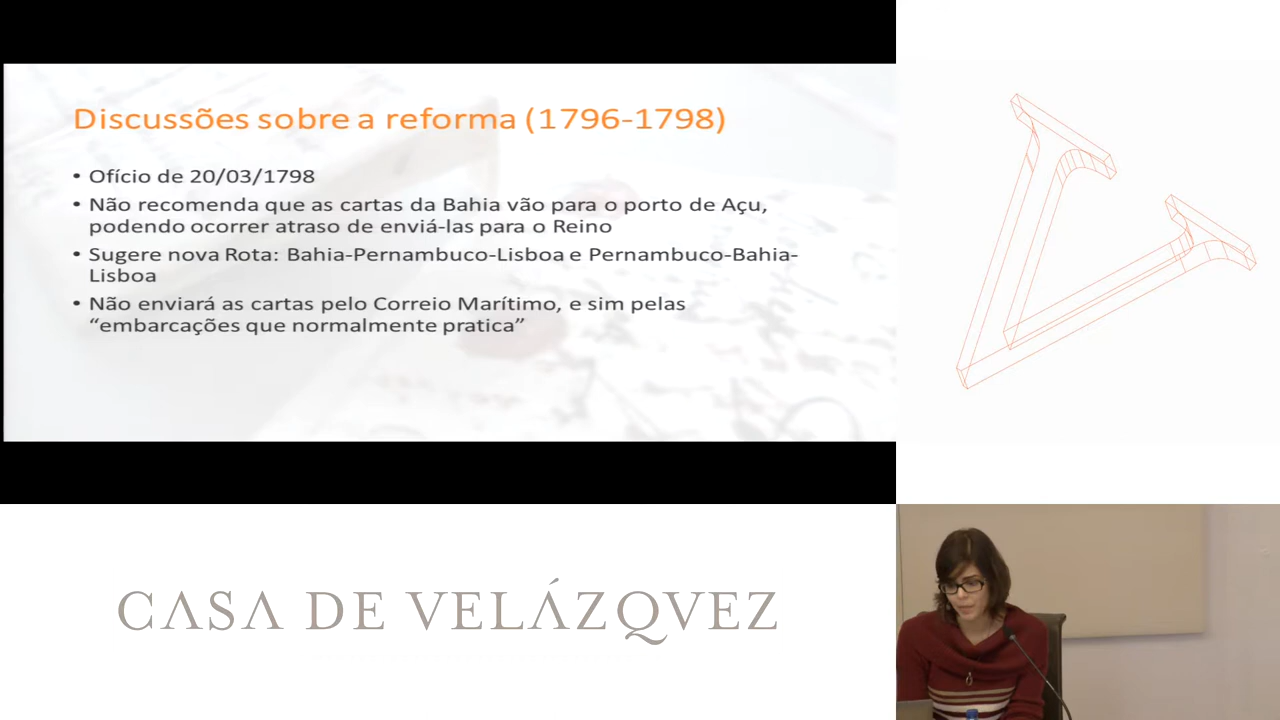 Discussões sobre a reforma (1796-1798)
• Ofício de 20/03/1798
• Não recomenda que as cartas da Bahia vão para o porto de Açu,
podendo ocorrer atraso de enviá-las para o Reino
• Sugere nova Rota: Bahia-Pernambuco-Lisboa e Pernambuco-Bahia-
Lisboa
• Não enviará as cartas pelo Correio Marítimo, e sim pelas
“embarcações que normalmente pratica”
CASA DE VELÁZQVEZ